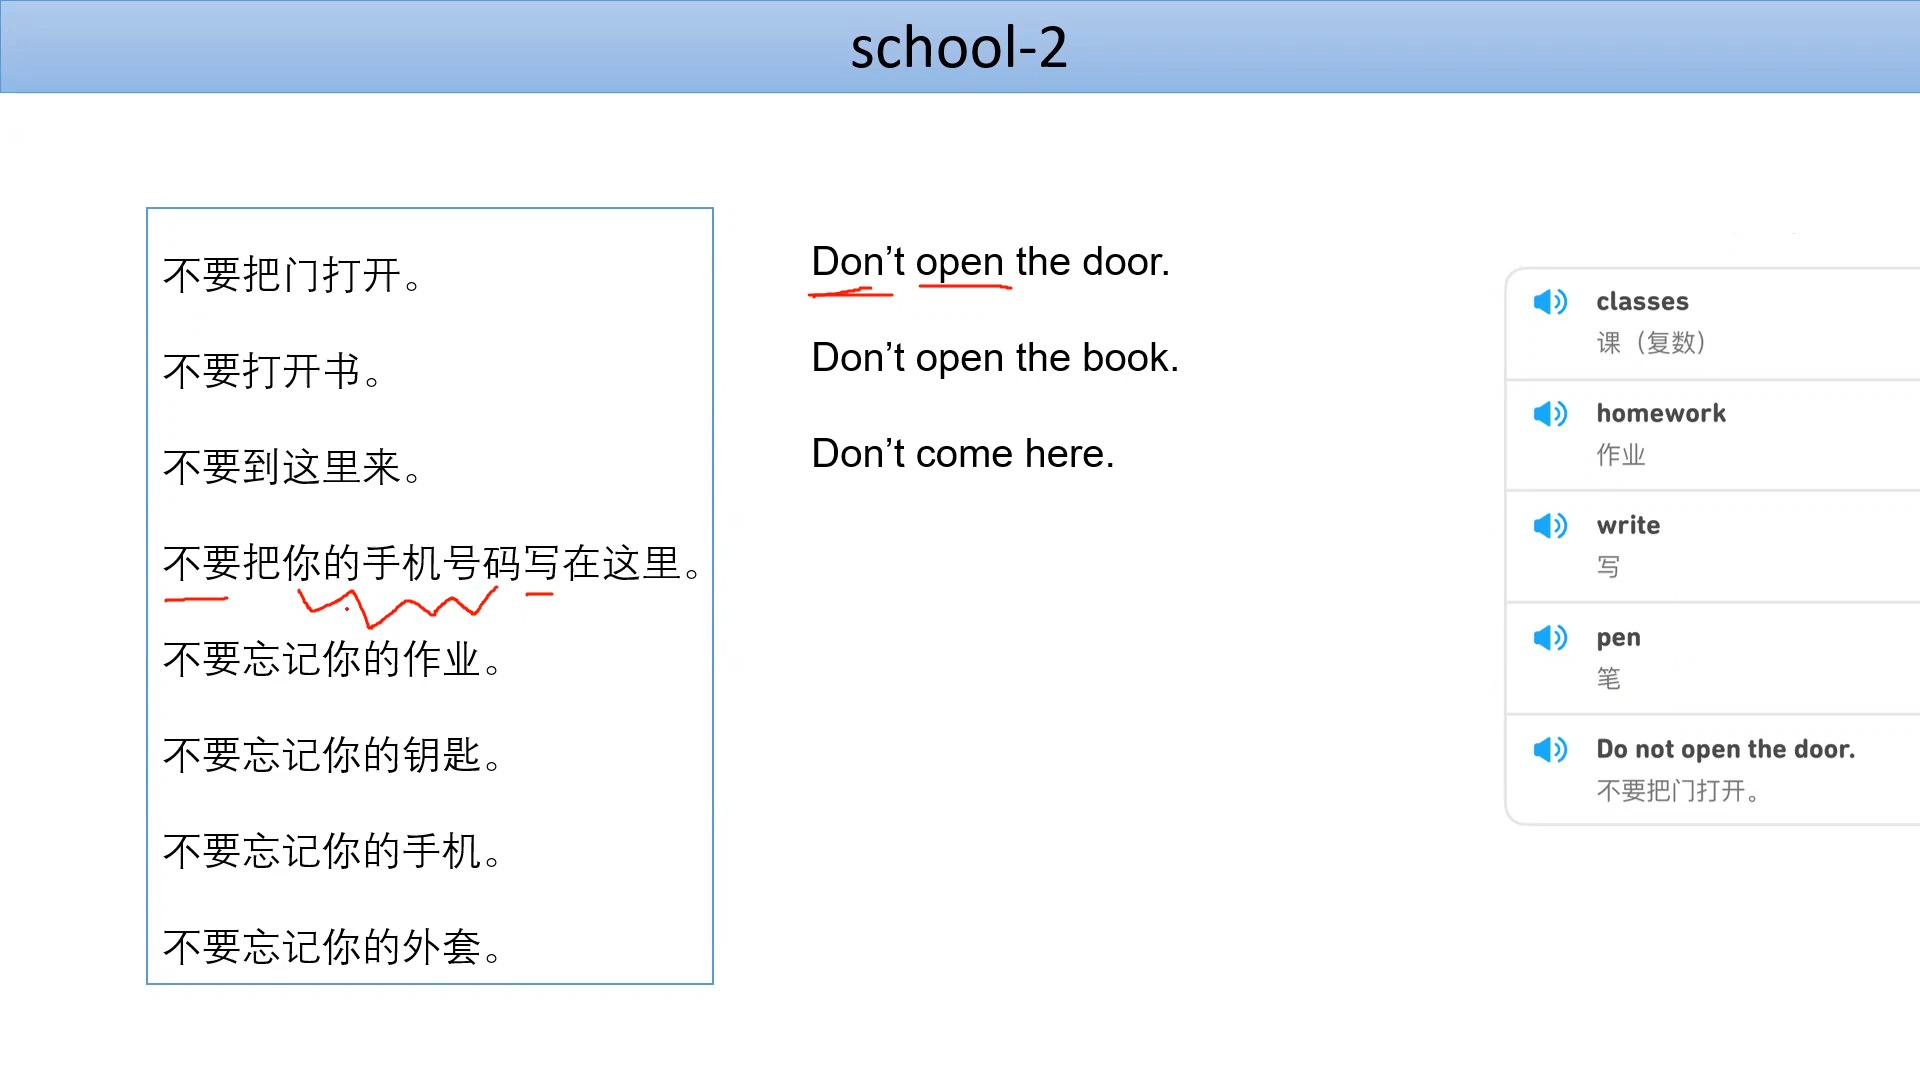 school-2
不要把门打开。
不要打开书。
不要到这里来。
不要把你的手机号码写在这里。
不要忘记你的作业。
不要忘记你的钥匙。
不要忘记你的手机。
不要忘记你的外套。
Don’t open the door.
Don’t open the book.
Don’t come here.
classes
课（复数）
homework
作业
write
写
pen
笔
Do not open the door.
不要把门打开。